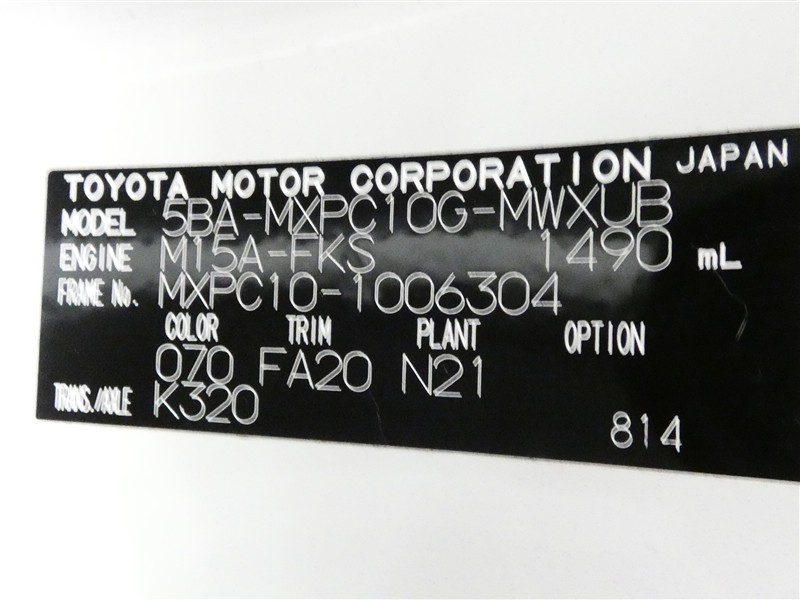 TOYOTA MOTOR CORPORATION JAPAN
MODEL 5BA-MXPC10G-MWXUB
ENGINE M15A-FKS 1490 mL
FRAME No. MXPC10-1006304
COLOR TRIM PLANT OPTION
070 FA20 N21
TRANS./AXLE K320
814